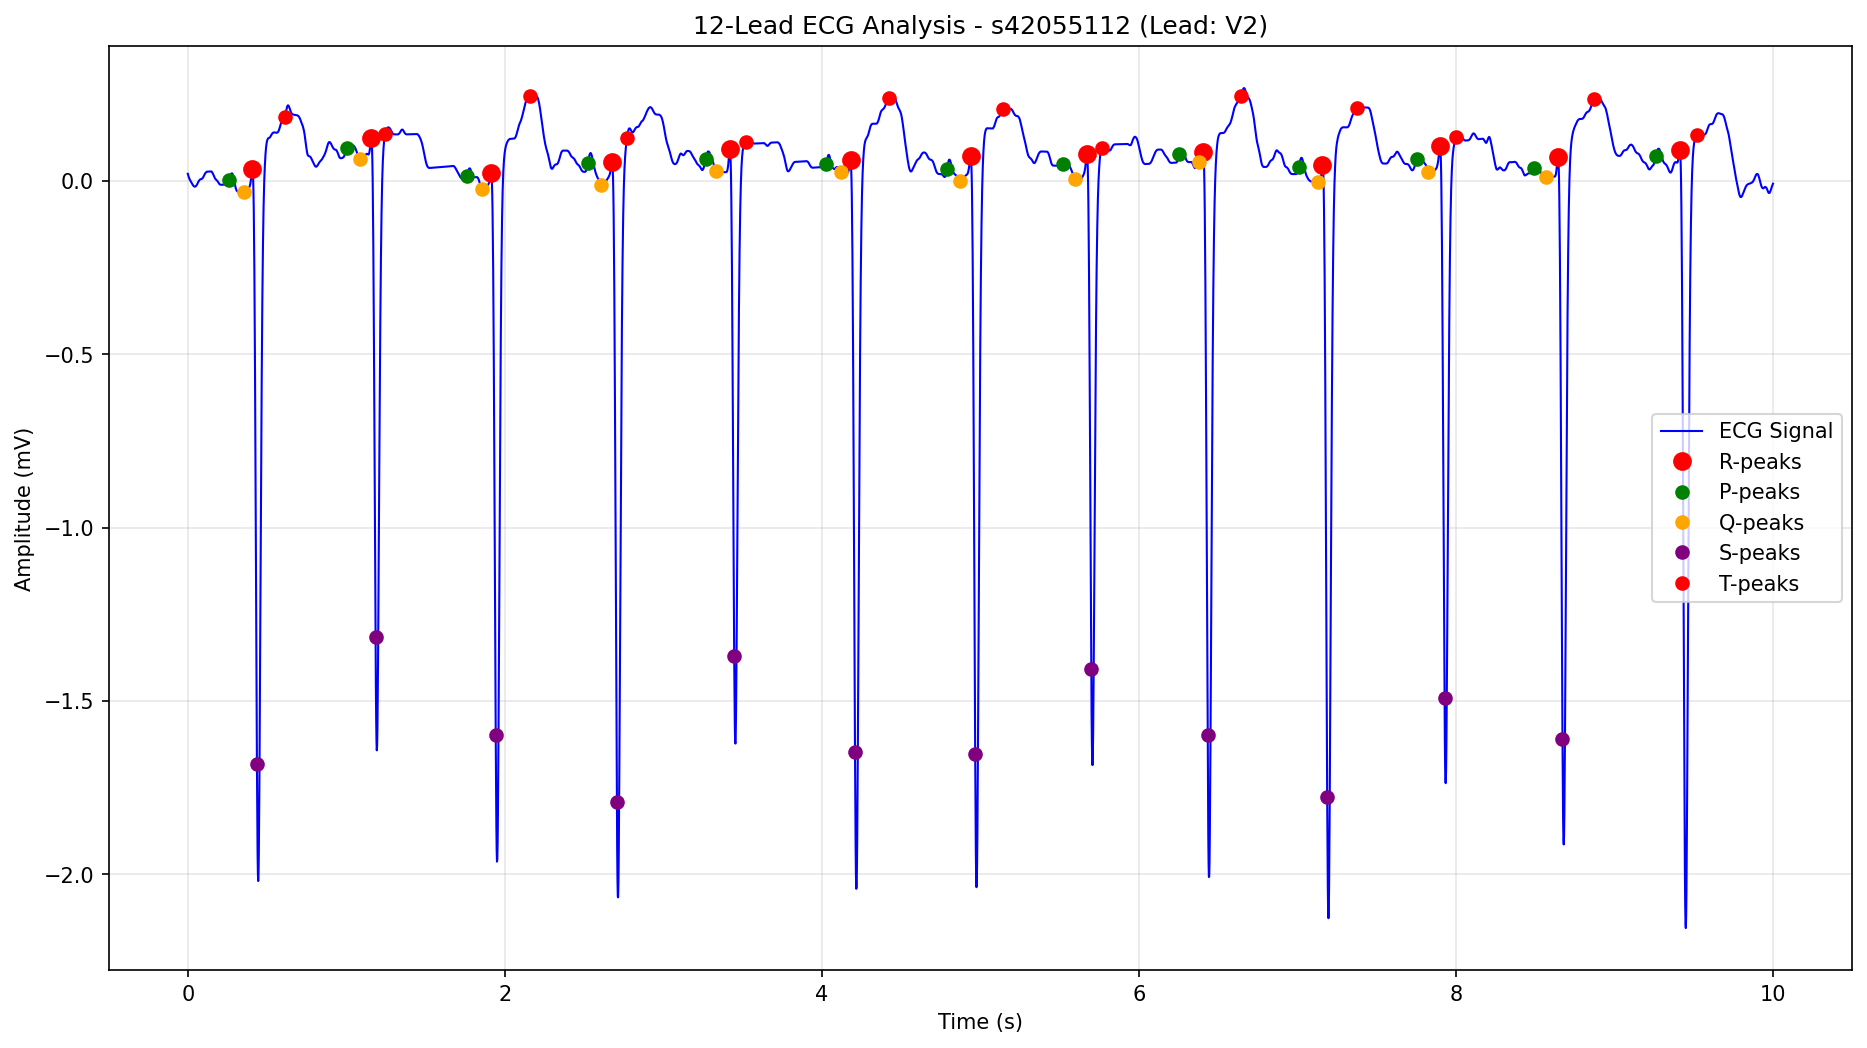 12-Lead ECG Analysis - s42055112 (Lead: V2)
Amplitude (mV)
0.0
−0.5
−1.0
−1.5
−2.0
ECG Signal
R-peaks
P-peaks
Q-peaks
S-peaks
T-peaks
0 2 4 6 8 10
Time (s)